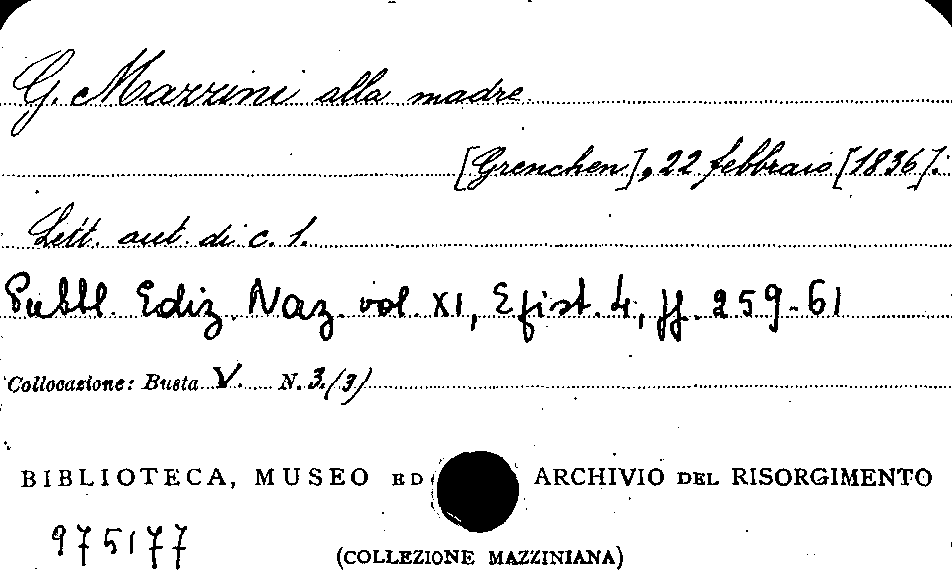 G. Mazzini alla madre.
[Grenchen], 22 febbraio [1836].
Lett. aut. di c. 1.
Pubbl. Ediz. Naz. vol. XI, Epist. 4, pp. 259-61
Collocazione: Busta V. N. 3.(3)
BIBLIOTECA, MUSEO ED ARCHIVIO DEL RISORGIMENTO
975177
(COLLEZIONE MAZZINIANA)